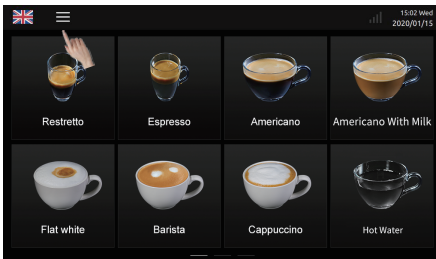 15:02 Wed
2020/01/15
Restretto
Espresso
Americano
Americano With Milk
Flat white
Barista
Cappuccino
Hot Water